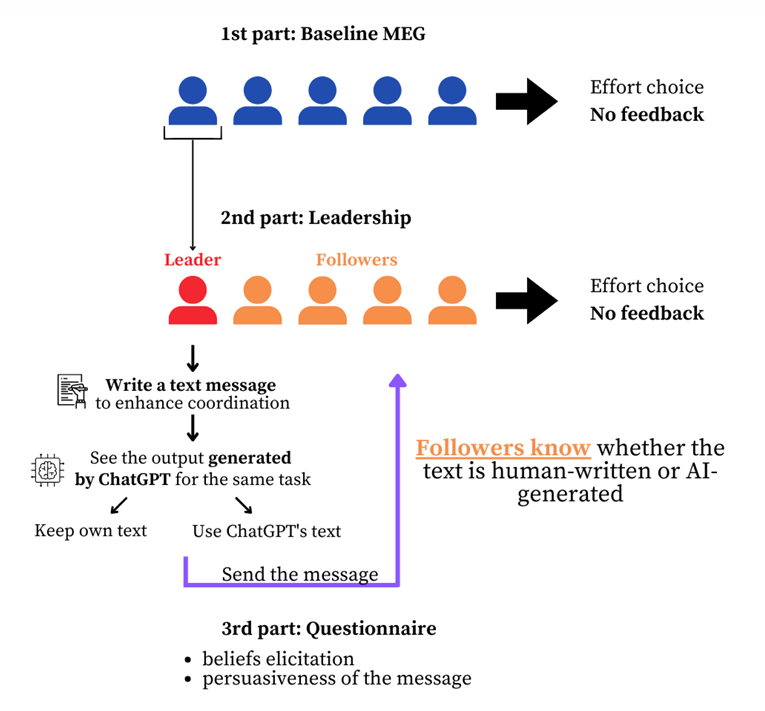 1st part: Baseline MEG
Effort choice
No feedback
2nd part: Leadership
Leader
Followers
Effort choice
No feedback
Write a text message
to enhance coordination
See the output generated
by ChatGPT for the same task
Keep own text
Use ChatGPT's text
Send the message
Followers know whether the
text is human-written or AI-
generated
3rd part: Questionnaire
• beliefs elicitation
• persuasiveness of the message